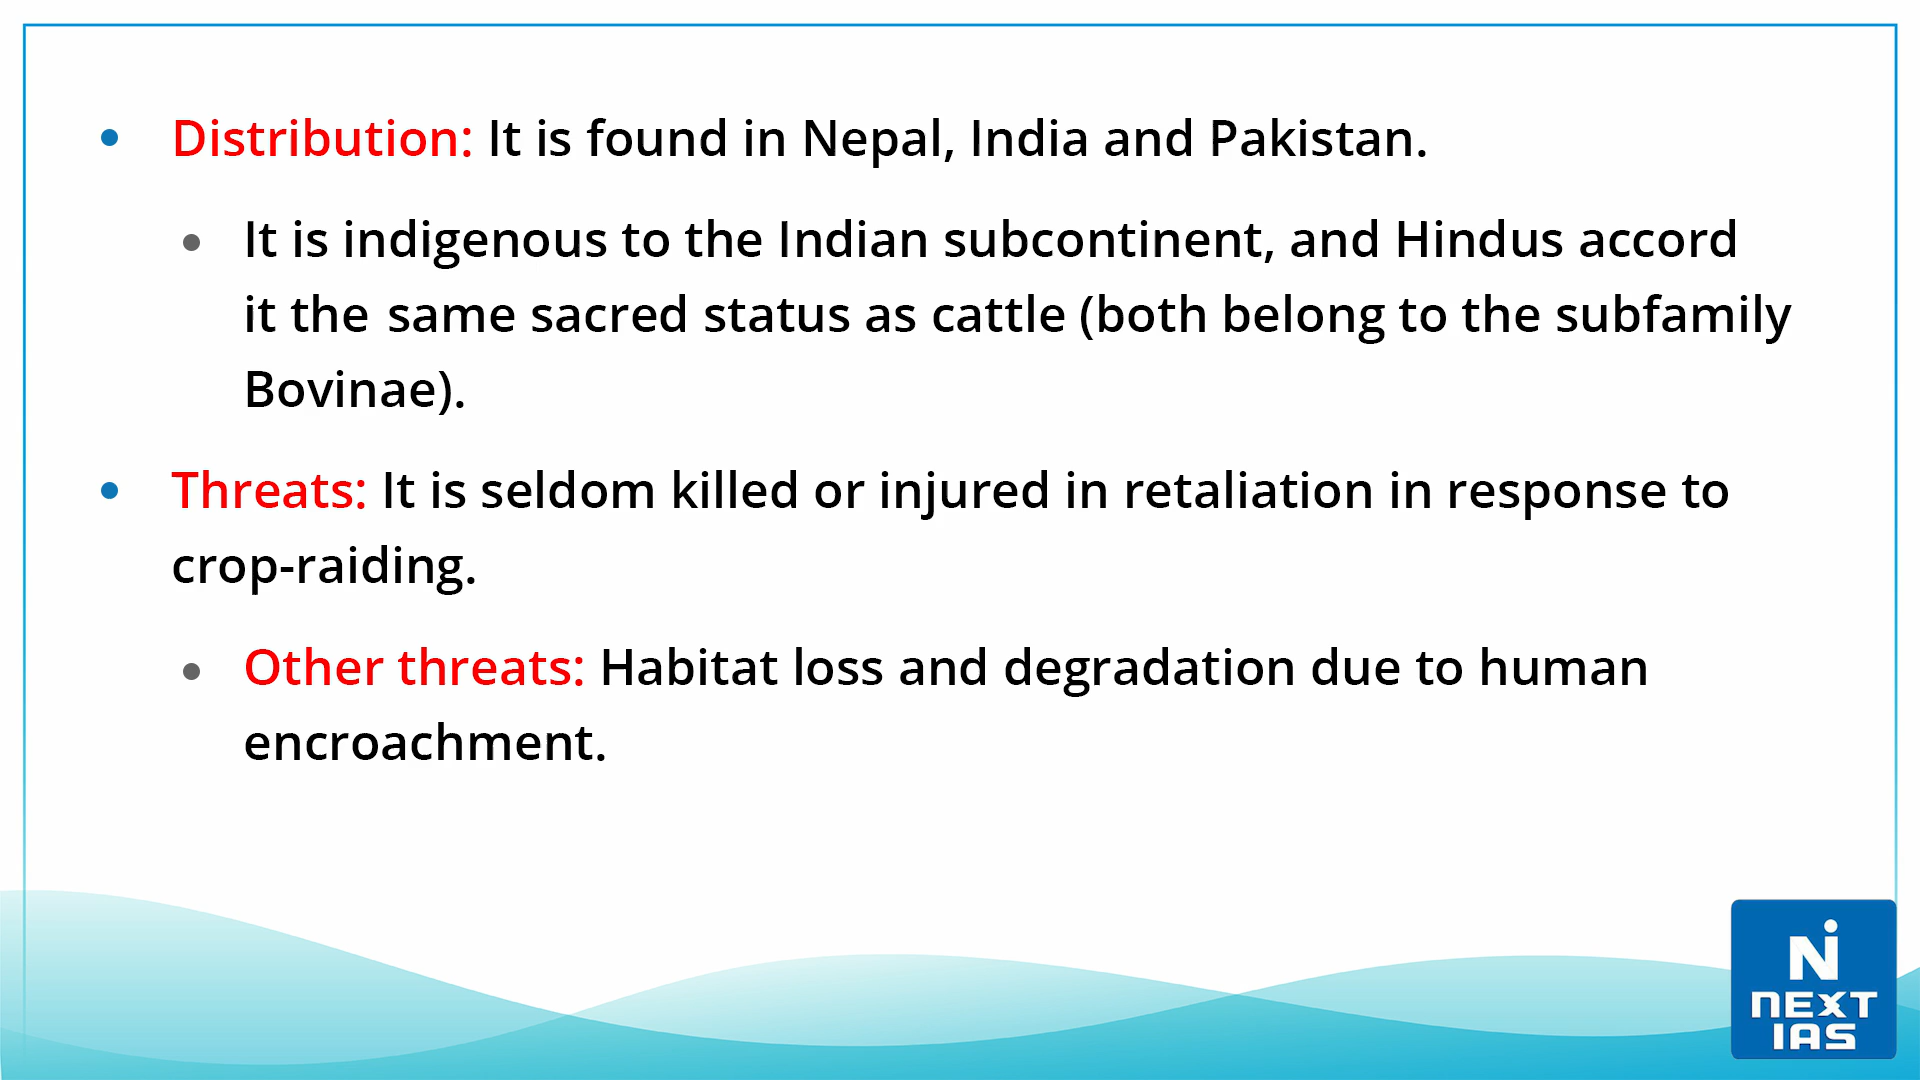 Distribution: It is found in Nepal, India and Pakistan.
It is indigenous to the Indian subcontinent, and Hindus accord
it the same sacred status as cattle (both belong to the subfamily
Bovinae).
Threats: It is seldom killed or injured in retaliation in response to
crop-raiding.
Other threats: Habitat loss and degradation due to human
encroachment.
N
NEXT
IAS